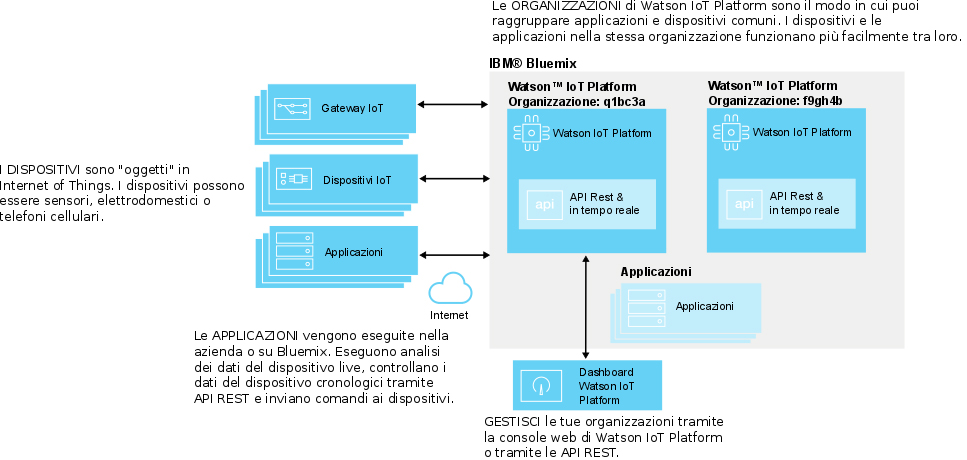 Le ORGANIZZAZIONI di Watson IoT Platform sono il modo in cui puoi
raggruppare applicazioni e dispositivi comuni. I dispositivi e le
applicazioni nella stessa organizzazione funzionano più facilmente tra loro.
IBM® Bluemix
Watson™ IoT Platform
Organizzazione: q1bc3a
Watson IoT Platform
api
API Rest &
in tempo reale
Watson™ IoT Platform
Organizzazione: f9gh4b
Watson IoT Platform
api
API Rest &
in tempo reale
Gateway IoT
Dispositivi IoT
Applicazioni
I DISPOSITIVI sono "oggetti" in
Internet of Things. I dispositivi possono
essere sensori, elettrodomestici o
telefoni cellulari.
Internet
Applicazioni
Applicazioni
Le APPLICAZIONI vengono eseguite nella
azienda o su Bluemix. Eseguono analisi
dei dati del dispositivo live, controllano i
dati del dispositivo cronologici tramite
API REST e inviano comandi ai dispositivi.
Dashboard
Watson IoT
Platform
GESTISCI le tue organizzazioni tramite
la console web di Watson IoT Platform
o tramite le API REST.